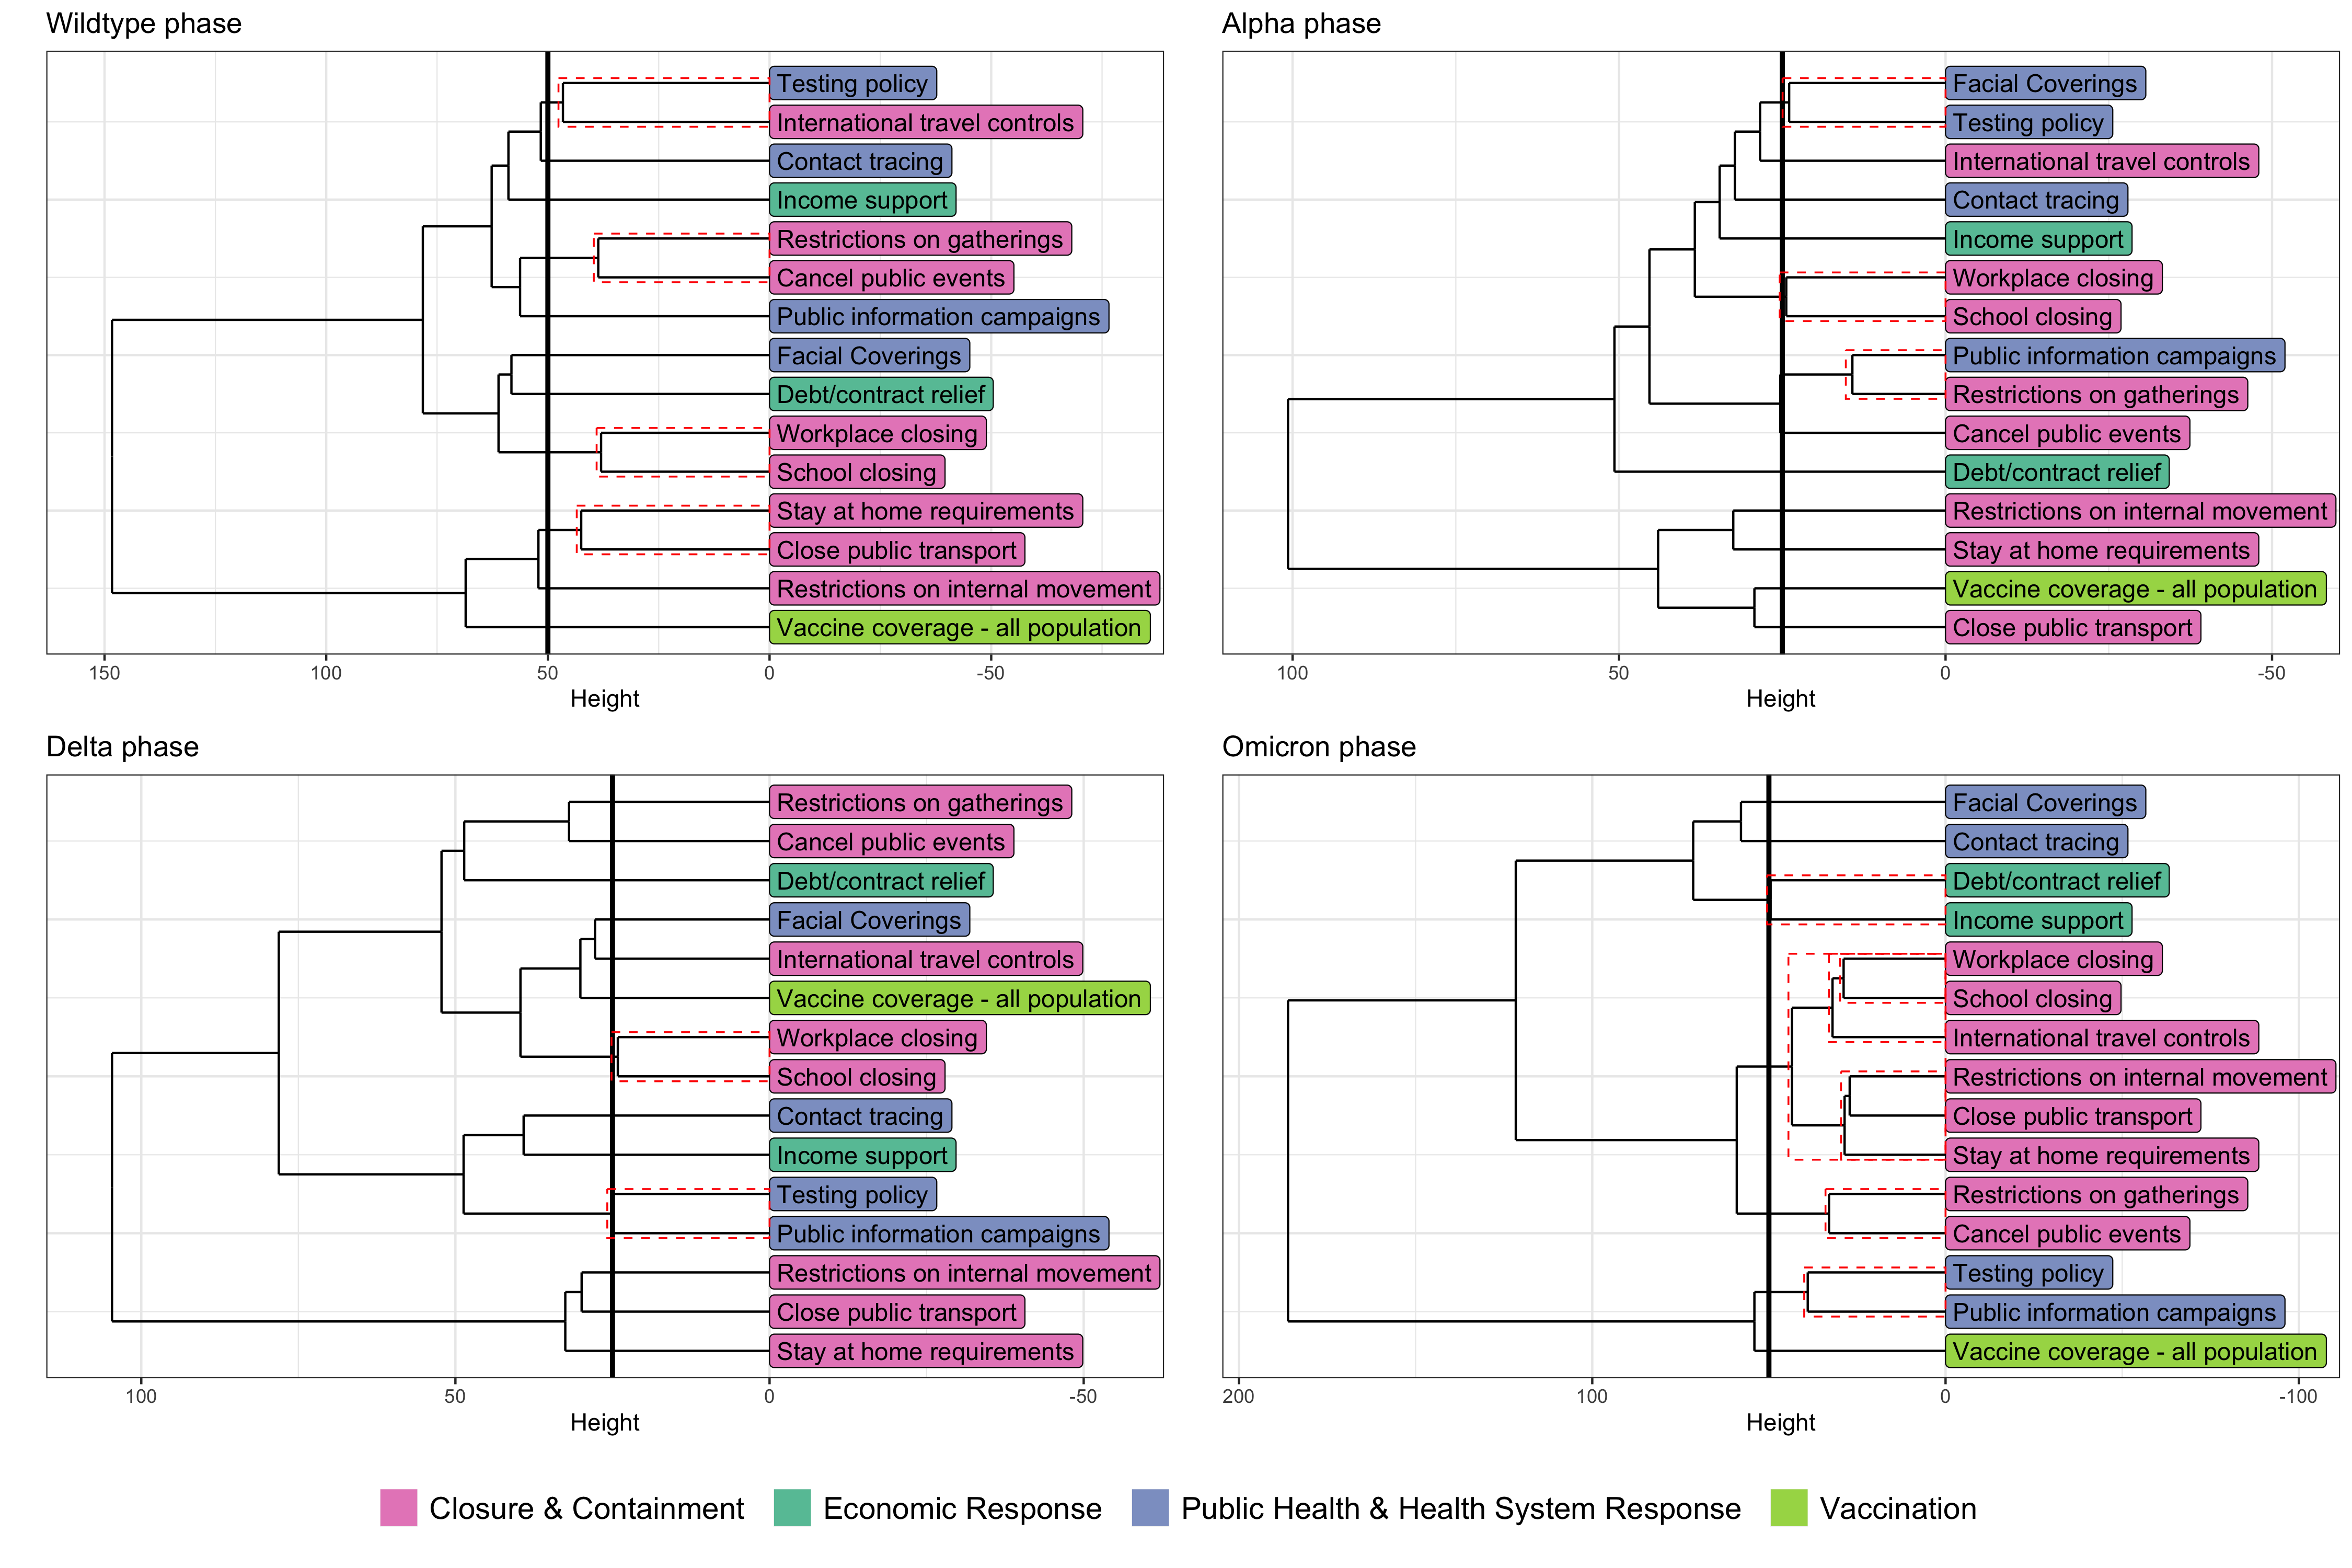 Wildtype phase
Testing policy
International travel controls
Contact tracing
Income support
Restrictions on gatherings
Cancel public events
Public information campaigns
Facial Coverings
Debt/contract relief
Workplace closing
School closing
Stay at home requirements
Close public transport
Restrictions on internal movement
Vaccine coverage - all population
150 100 50 0 -50
Height
Alpha phase
Facial Coverings
Testing policy
International travel controls
Contact tracing
Income support
Workplace closing
School closing
Public information campaigns
Restrictions on gatherings
Cancel public events
Debt/contract relief
Restrictions on internal movement
Stay at home requirements
Vaccine coverage - all population
Close public transport
100 50 0 -50
Height
Delta phase
Restrictions on gatherings
Cancel public events
Debt/contract relief
Facial Coverings
International travel controls
Vaccine coverage - all population
Workplace closing
School closing
Contact tracing
Income support
Testing policy
Public information campaigns
Restrictions on internal movement
Close public transport
Stay at home requirements
100 50 0 -50
Height
Omicron phase
Facial Coverings
Contact tracing
Debt/contract relief
Income support
Workplace closing
School closing
International travel controls
Restrictions on internal movement
Close public transport
Stay at home requirements
Restrictions on gatherings
Cancel public events
Testing policy
Public information campaigns
Vaccine coverage - all population
200 100 0 -100
Height
Closure & Containment Economic Response Public Health & Health System Response Vaccination